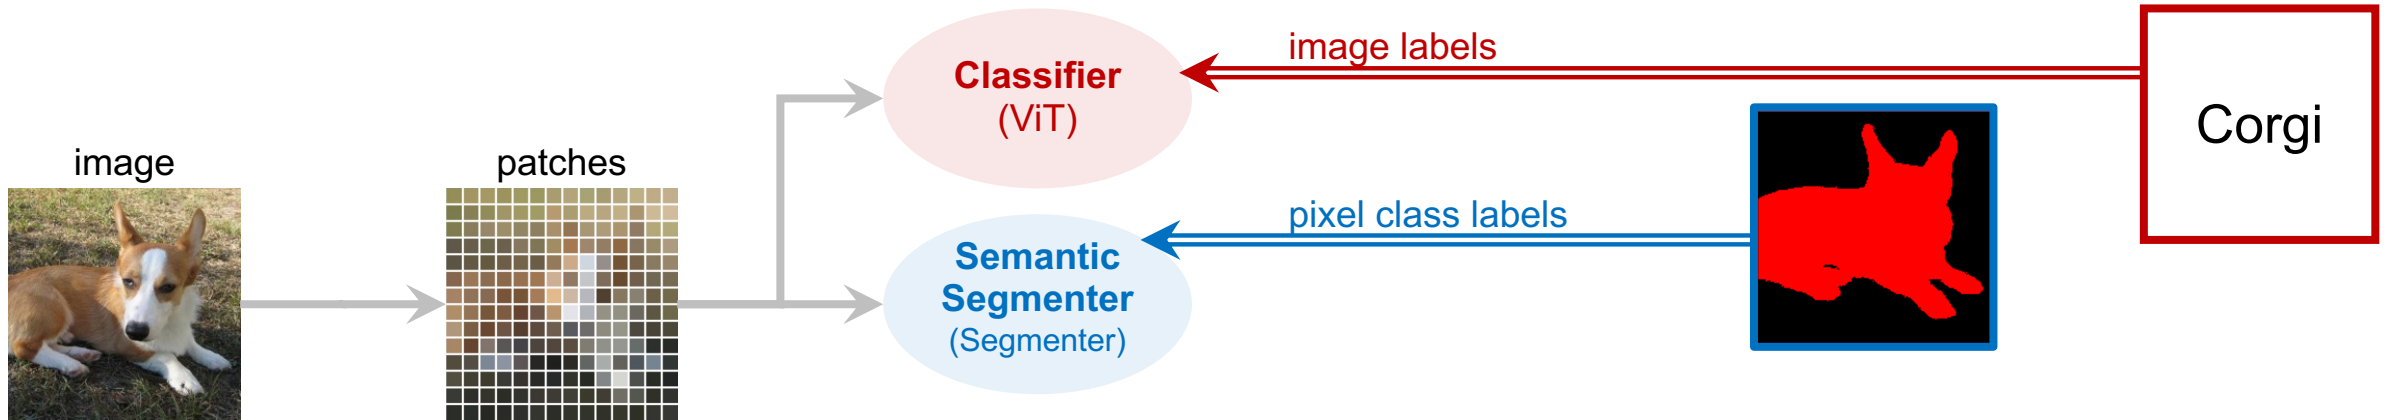 image
patches
Classifier
(ViT)
Semantic
Segmenter
(Segmenter)
image labels
pixel class labels
Corgi